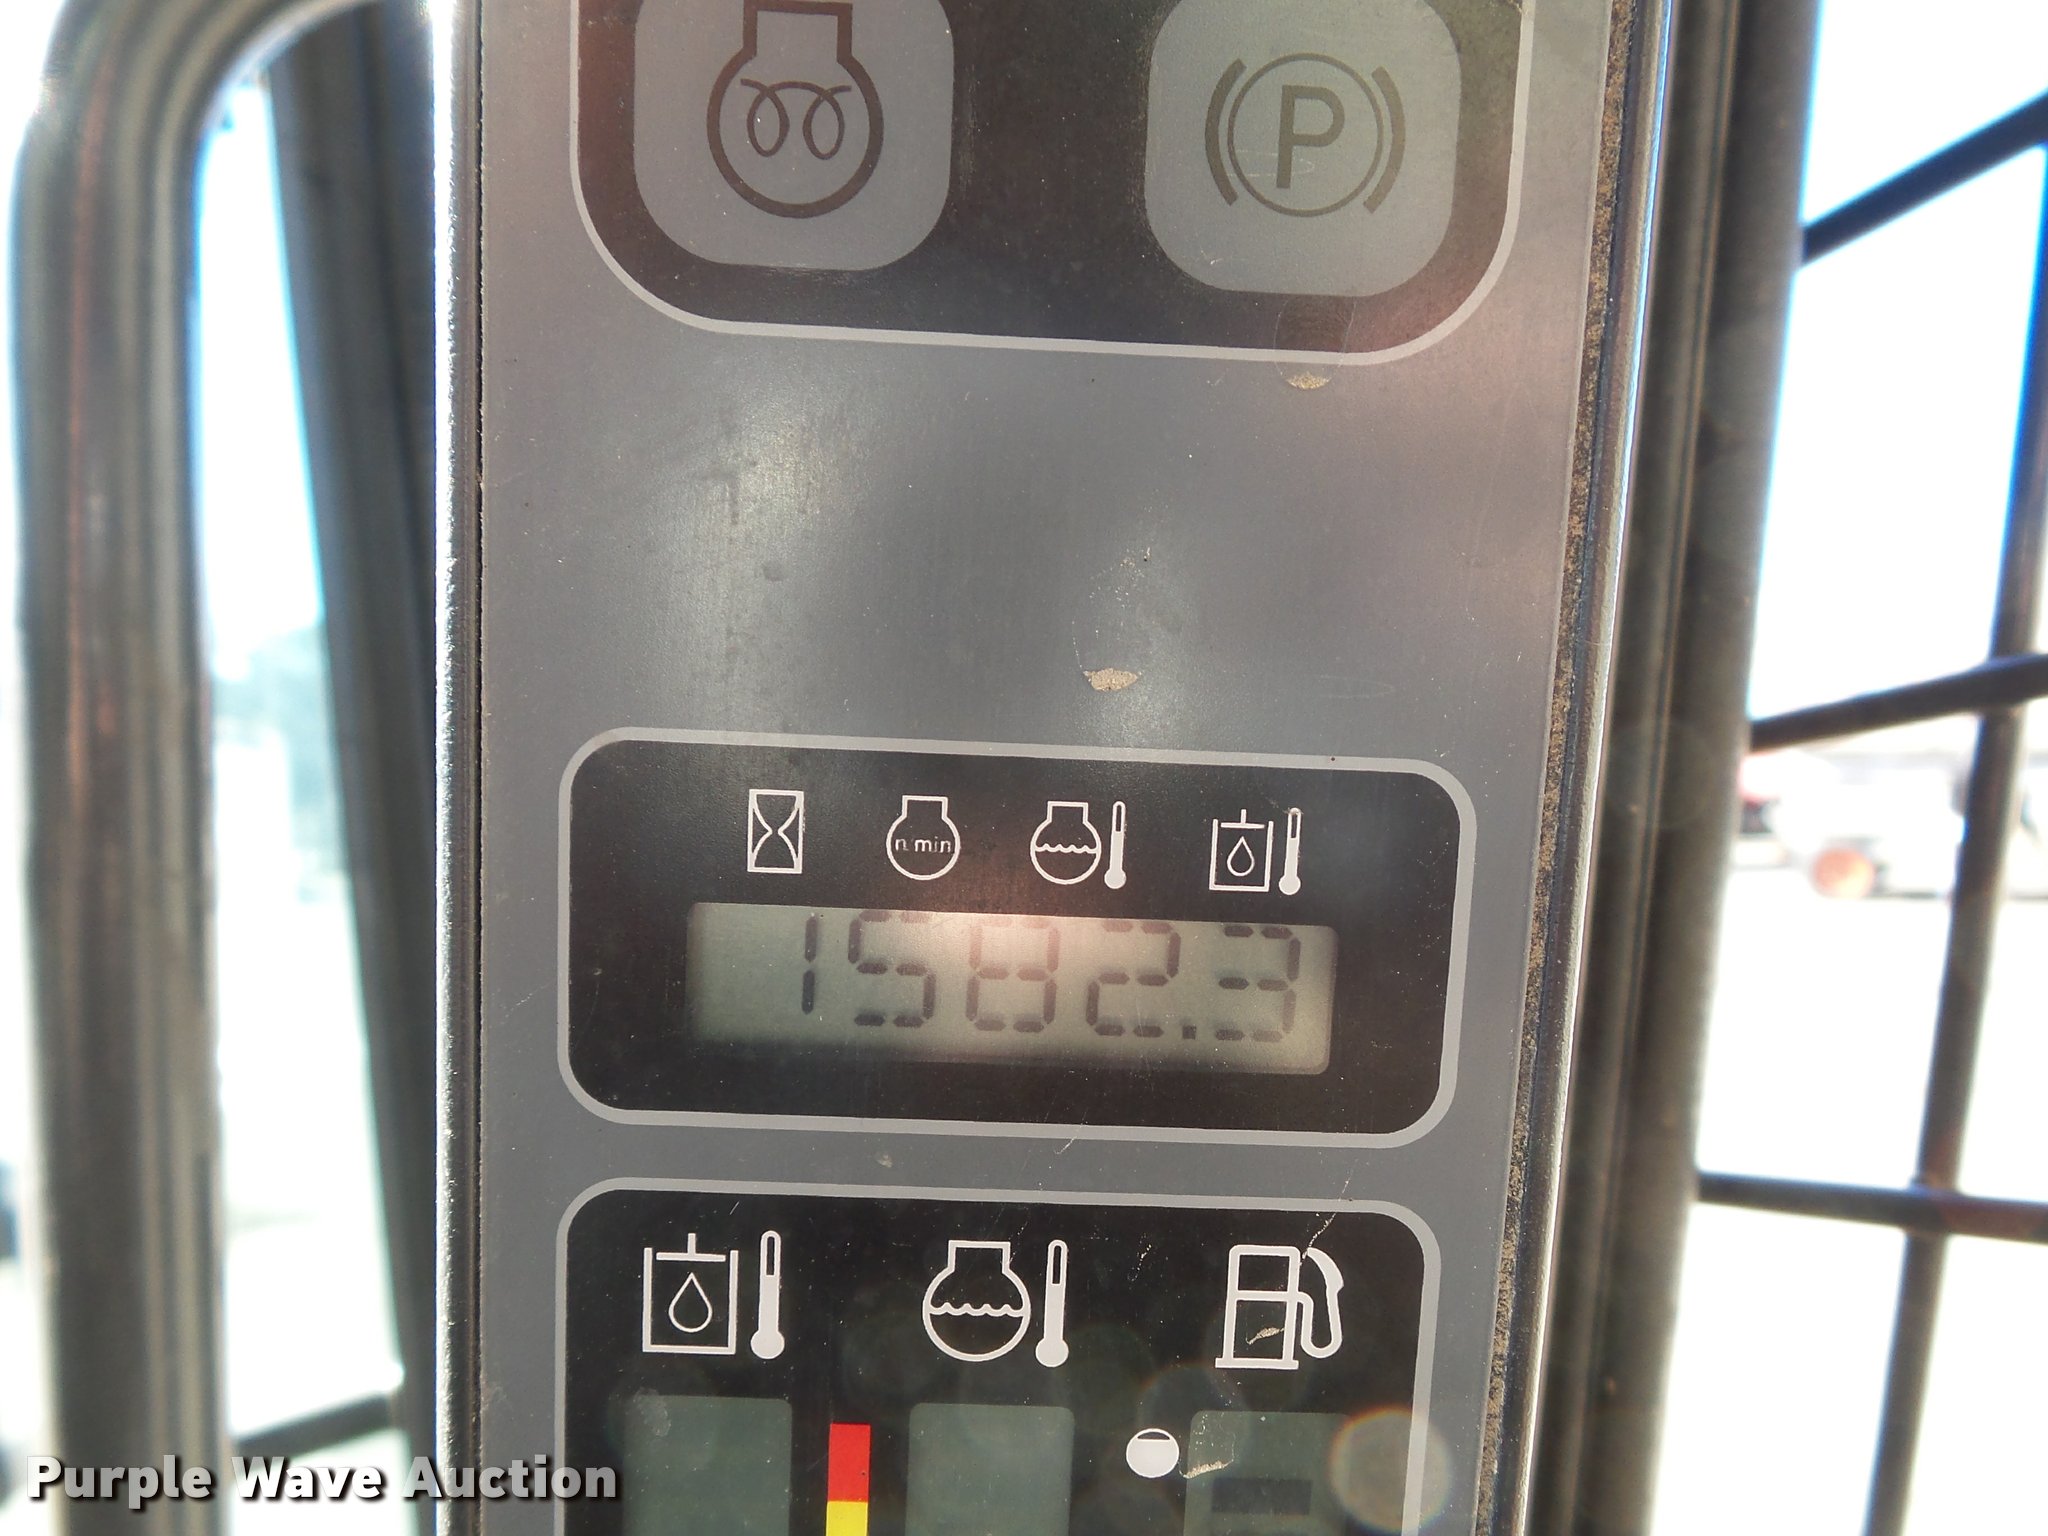 P
n/min
1582.3
Purple Wave Auction